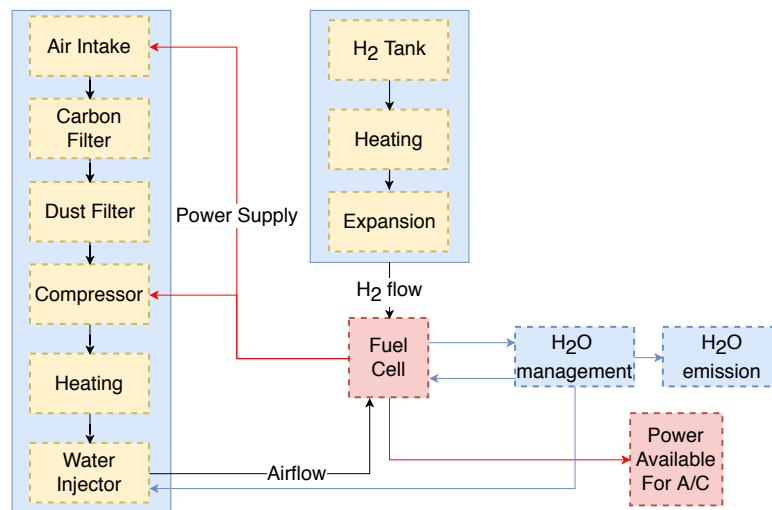 Air Intake
Carbon
Filter
Dust Filter
Compressor
Heating
Water
Injector
Power Supply
H2 Tank
Heating
Expansion
H2 flow
Fuel
Cell
Airflow
H2O
management
H2O
emission
Power
Available
For A/C